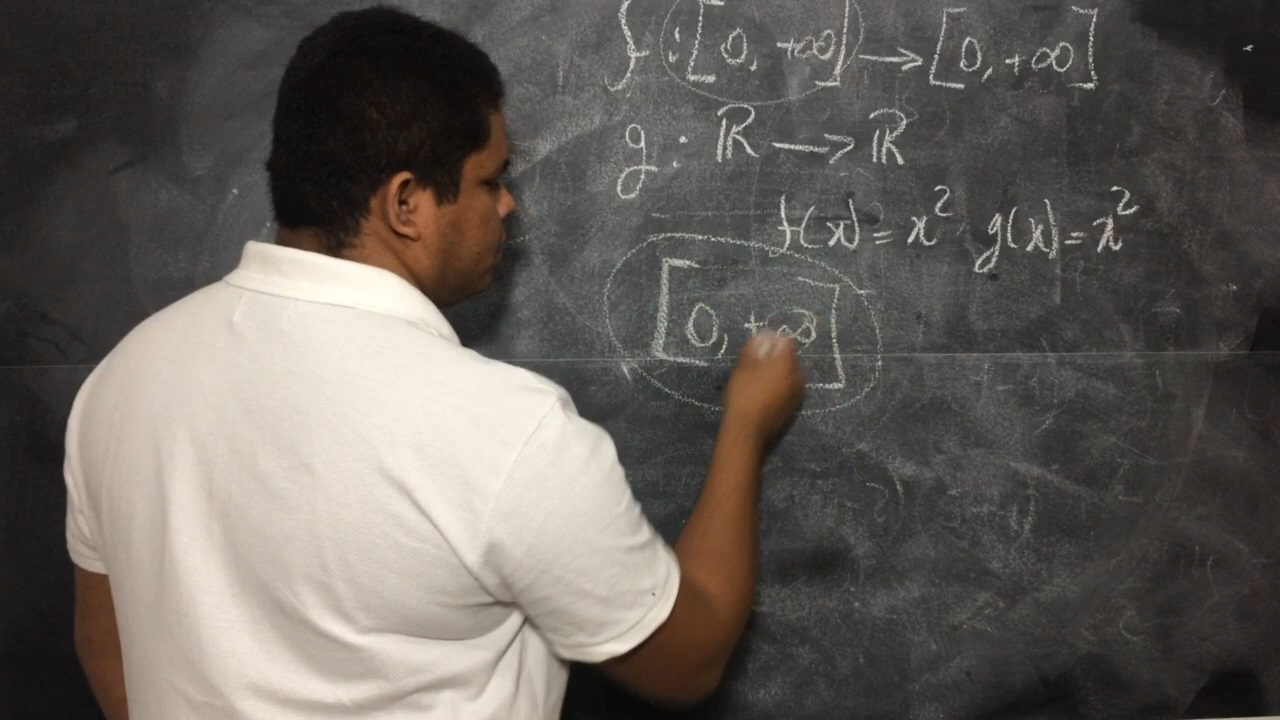 f : [0, +∞] → [0, +∞]
g : ℝ → ℝ
f(x) = x² g(x) = x²
[0, +∞]